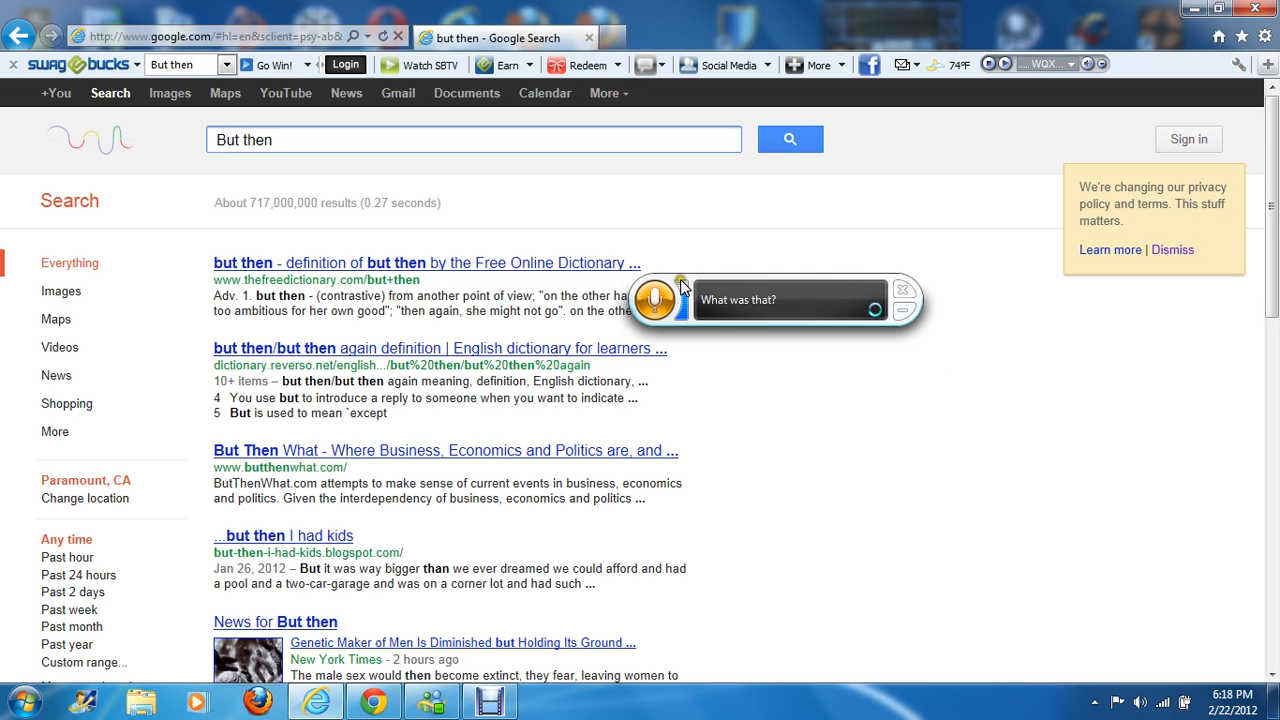 http://www.google.com/#hl=en&sclient=psy-ab&
but then - Google Search
swagbucks
But then
Go Win!
Login
Watch SBTV
Earn
Redeem
Social Media
More
74°F
..... WQX...
+You Search Images Maps YouTube News Gmail Documents Calendar More
But then
Sign in
We're changing our privacy
policy and terms. This stuff
matters.
Learn more | Dismiss
Search
About 717,000,000 results (0.27 seconds)
Everything
Images
Maps
Videos
News
Shopping
More
Paramount, CA
Change location
Any time
Past hour
Past 24 hours
Past 2 days
Past week
Past month
Past year
Custom range...
but then - definition of but then by the Free Online Dictionary ...
www.thefreedictionary.com/but+then
Adv. 1. but then - (contrastive) from another point of view; "on the other ha
too ambitious for her own good"; "then again, she might not go". on the othe
What was that?
but then/but then again definition | English dictionary for learners ...
dictionary.reverso.net/english.../but%20then/but%20then%20again
10+ items – but then/but then again meaning, definition, English dictionary, ...
4 You use but to introduce a reply to someone when you want to indicate ...
5 But is used to mean `except
But Then What - Where Business, Economics and Politics are, and ...
www.butthenwhat.com/
ButThenWhat.com attempts to make sense of current events in business, economics
and politics. Given the interdependency of business, economics and politics ...
...but then I had kids
but-then-i-had-kids.blogspot.com/
Jan 26, 2012 – But it was way bigger than we ever dreamed we could afford and had
a pool and a two-car-garage and was on a corner lot and had such ...
News for But then
Genetic Maker of Men Is Diminished but Holding Its Ground ...
New York Times - 2 hours ago
The male sex would then become extinct, they fear, leaving women to
6:18 PM
2/22/2012